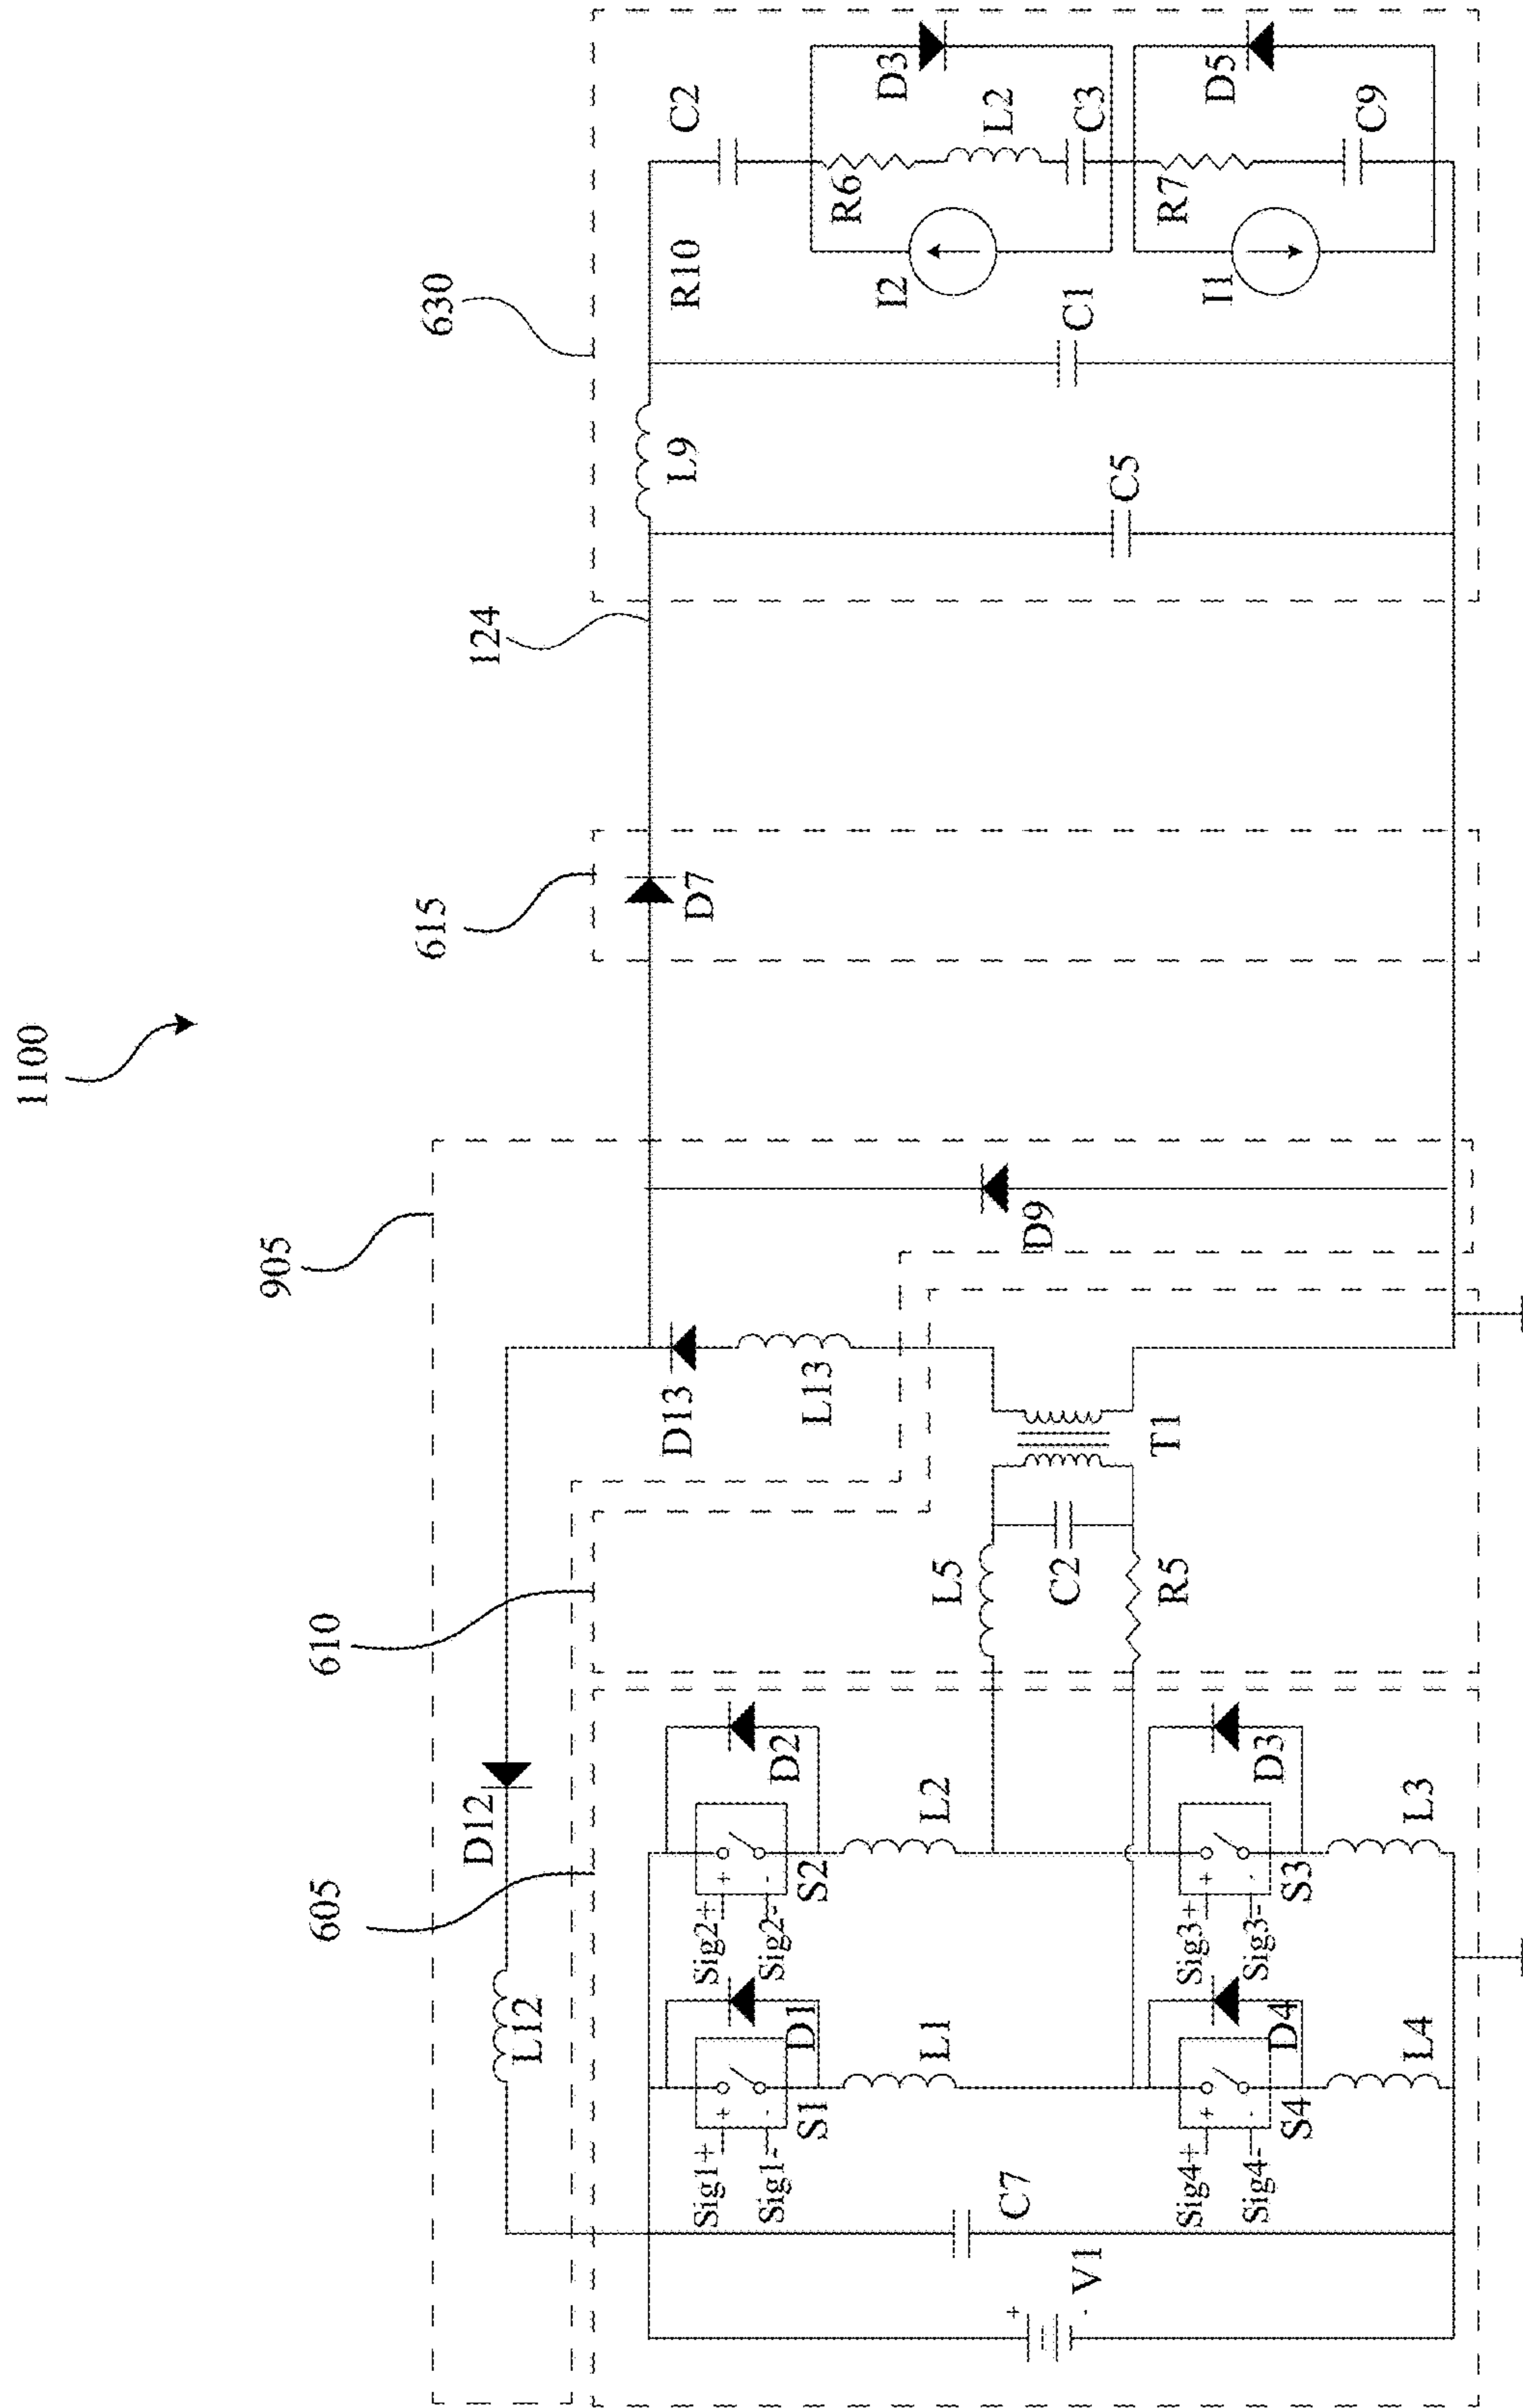 1100
905
610
605
615
124
630
D12
L12
D13
L13
D9
D7
L9
R10
C2
D3
R6
L2
C3
I2
C1
C5
D5
R7
C9
I1
L5
C2
R5
T1
Sig1+
Sig1-
+
-
S1
D1
L1
Sig2+
Sig2-
+
-
S2
D2
L2
Sig3+
Sig3-
+
-
S3
D3
L3
Sig4+
Sig4-
+
-
S4
D4
L4
C7
+
-
V1